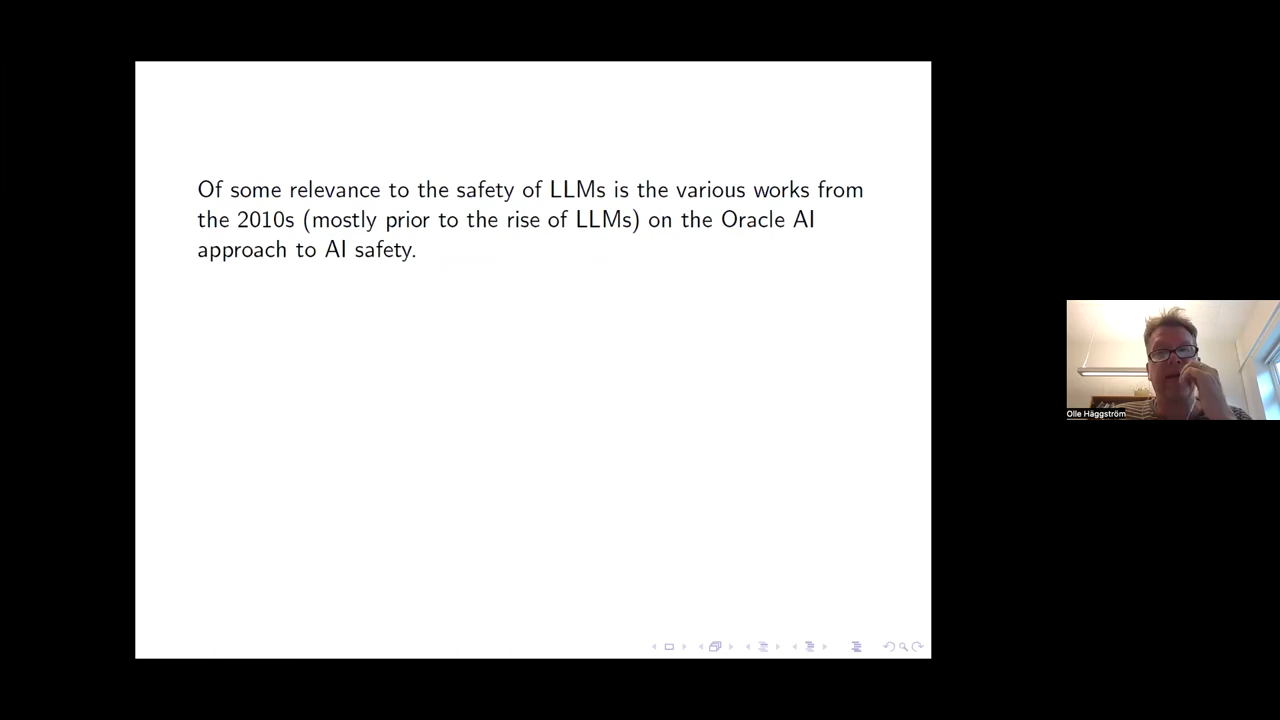 Of some relevance to the safety of LLMs is the various works from
the 2010s (mostly prior to the rise of LLMs) on the Oracle AI
approach to AI safety.
Olle Häggström